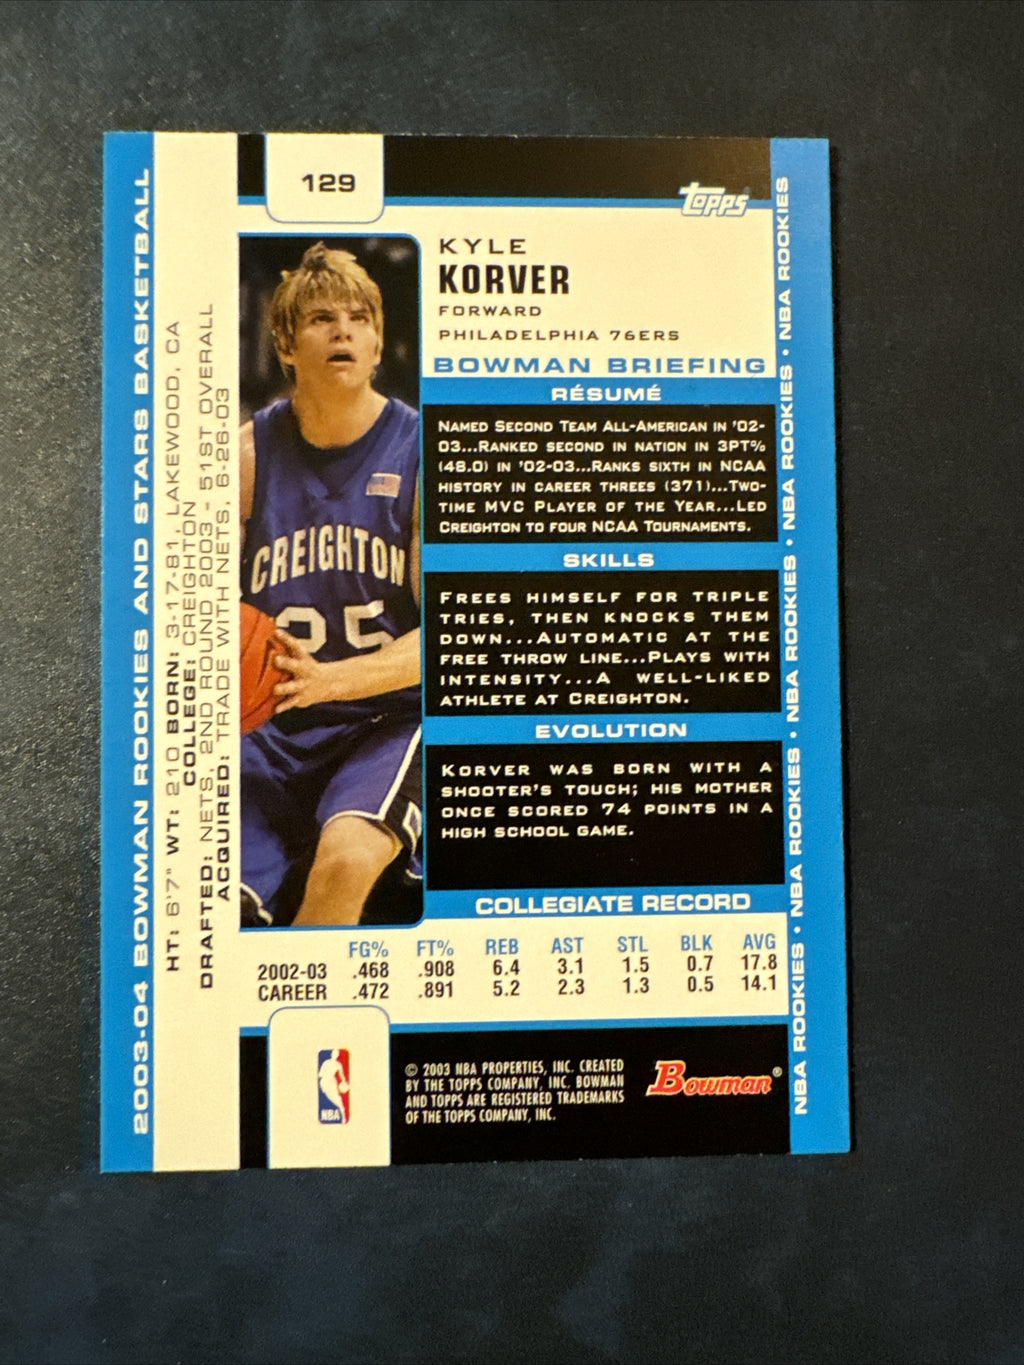 129
TOPPS
KYLE
KORVER
FORWARD
PHILADELPHIA 76ERS
BOWMAN BRIEFING
RÉSUMÉ
NAMED SECOND TEAM ALL-AMERICAN IN '02-
03...RANKED SECOND IN NATION IN 3PT%
(48.0) IN '02-03...RANKS SIXTH IN NCAA
HISTORY IN CAREER THREES (371)...TWO-
TIME MVC PLAYER OF THE YEAR...LED
CREIGHTON TO FOUR NCAA TOURNAMENTS.
SKILLS
FREES HIMSELF FOR TRIPLE
TRIES, THEN KNOCKS THEM
DOWN...AUTOMATIC AT THE
FREE THROW LINE...PLAYS WITH
INTENSITY...A WELL-LIKED
ATHLETE AT CREIGHTON.
EVOLUTION
KORVER WAS BORN WITH A
SHOOTER'S TOUCH; HIS MOTHER
ONCE SCORED 74 POINTS IN A
HIGH SCHOOL GAME.
COLLEGIATE RECORD
FG% FT% REB AST STL BLK AVG
2002-03 .468 .908 6.4 3.1 1.5 0.7 17.8
CAREER .472 .891 5.2 2.3 1.3 0.5 14.1
© 2003 NBA PROPERTIES, INC. CREATED
BY THE TOPPS COMPANY, INC. BOWMAN
AND TOPPS ARE REGISTERED TRADEMARKS
OF THE TOPPS COMPANY, INC.
Bowman®
NBA
CREIGHTON
25
2003-04 BOWMAN ROOKIES AND STARS BASKETBALL
HT: 6'7" WT: 210 BORN: 3-17-81, LAKEWOOD, CA
COLLEGE: CREIGHTON
DRAFTED: NETS, 2ND ROUND 2003 - 51ST OVERALL
ACQUIRED: TRADE WITH NETS, 6-26-03
NBA ROOKIES • NBA ROOKIES • NBA ROOKIES • NBA ROOKIES • NBA ROOKIES